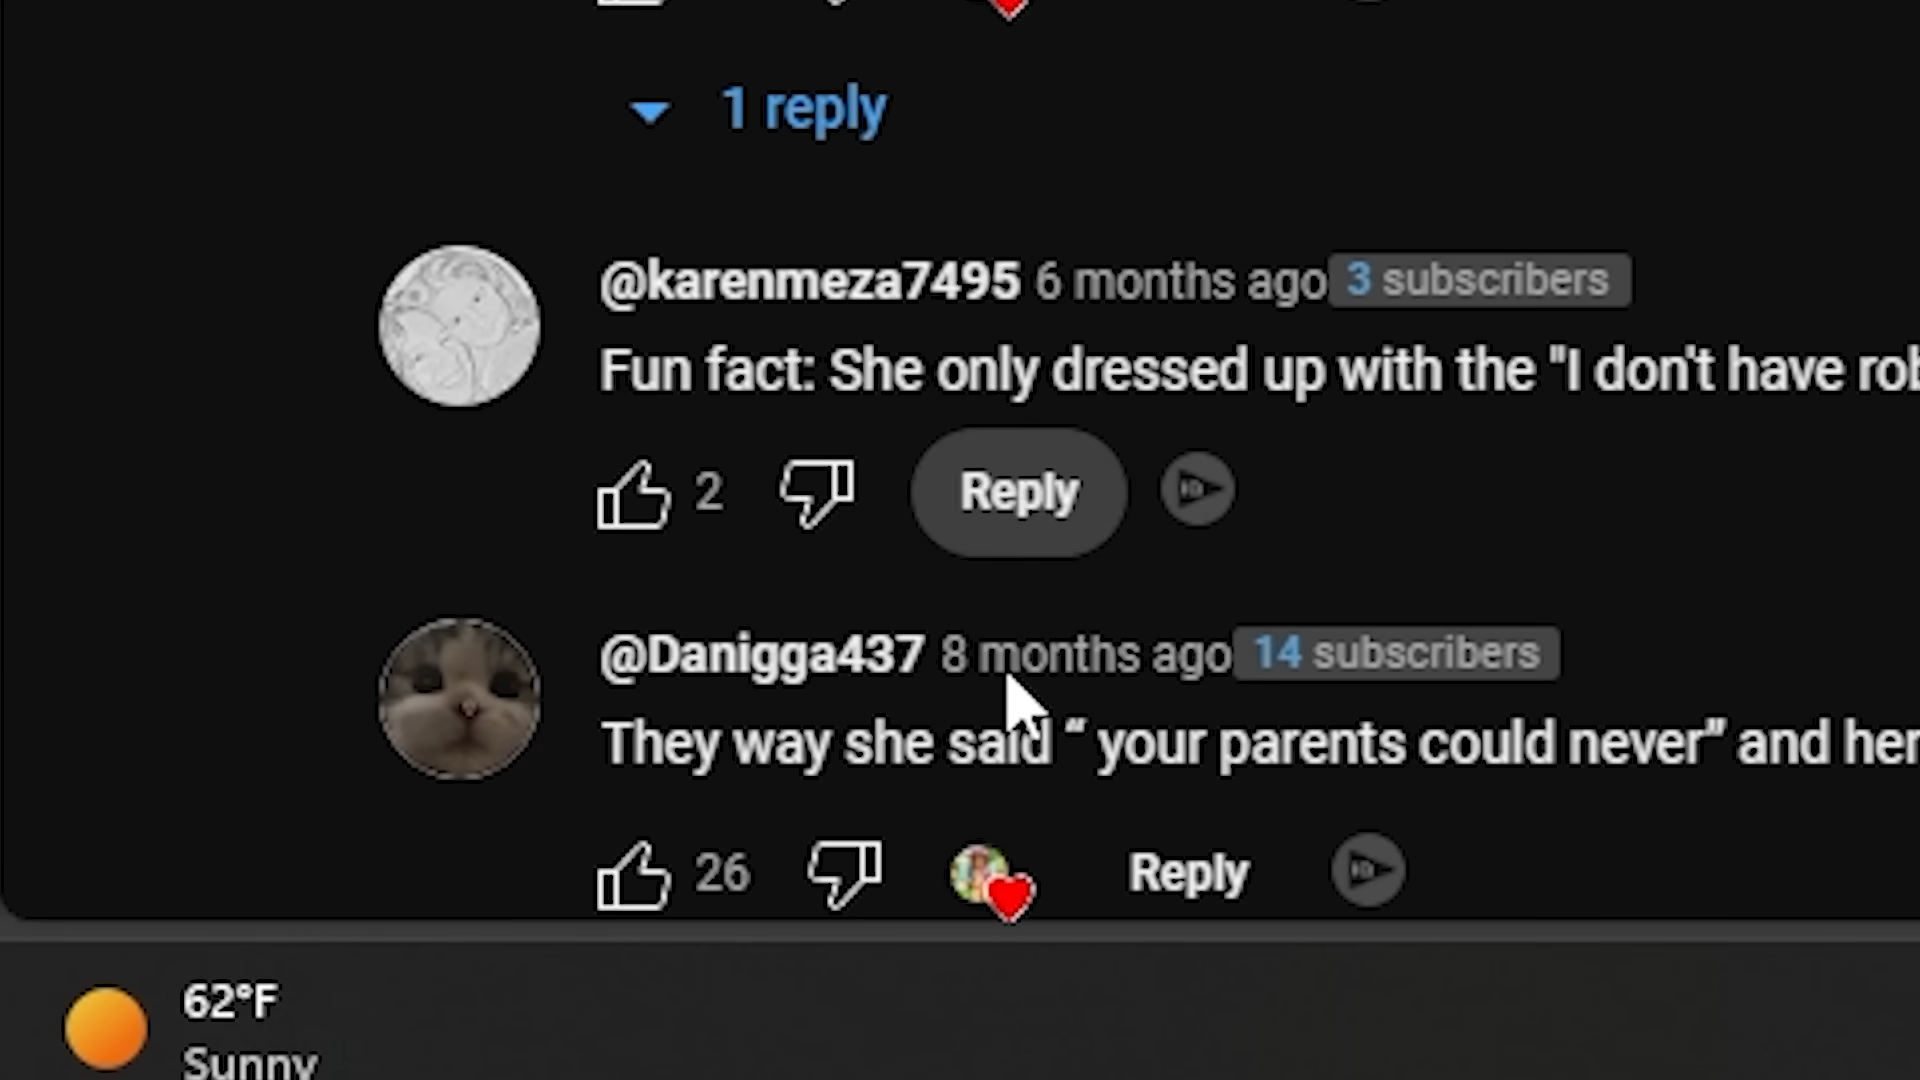 1 reply
@karenmeza7495 6 months ago 3 subscribers
Fun fact: She only dressed up with the "I don't have rob
2 Reply
@Danigga437 8 months ago 14 subscribers
They way she said “ your parents could never” and her
26 Reply
62°F
Sunny